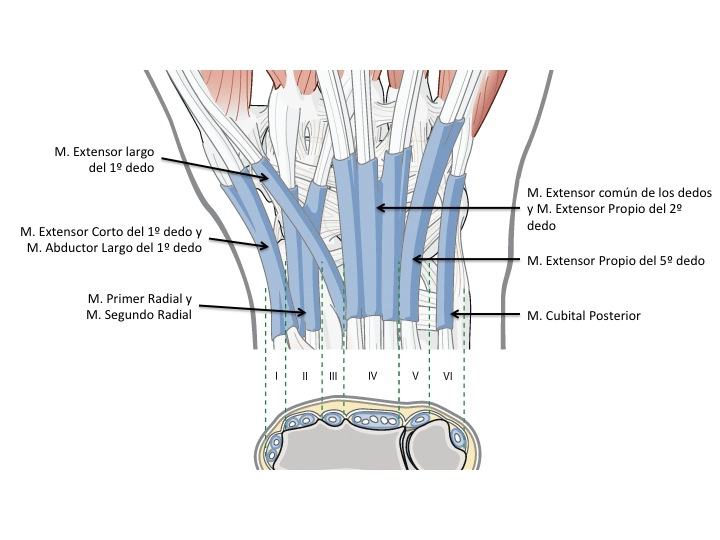 M. Extensor largo
del 1º dedo
M. Extensor Corto del 1º dedo y
M. Abductor Largo del 1º dedo
M. Primer Radial y
M. Segundo Radial
M. Extensor común de los dedos
y M. Extensor Propio del 2º
dedo
M. Extensor Propio del 5º dedo
M. Cubital Posterior
I II III IV V VI